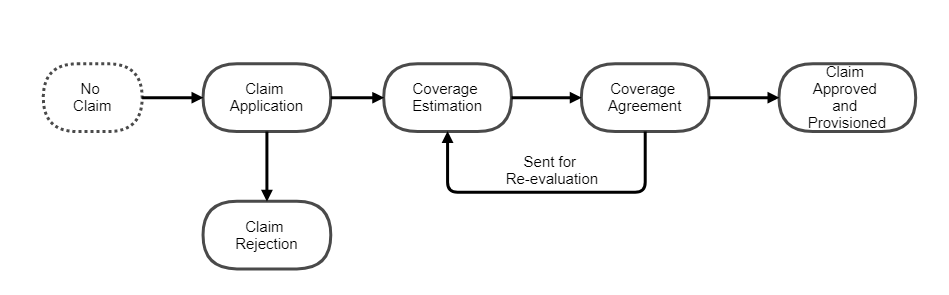 No
Claim
Claim
Application
Coverage
Estimation
Coverage
Agreement
Claim
Approved
and
Provisioned
Sent for
Re-evaluation
Claim
Rejection